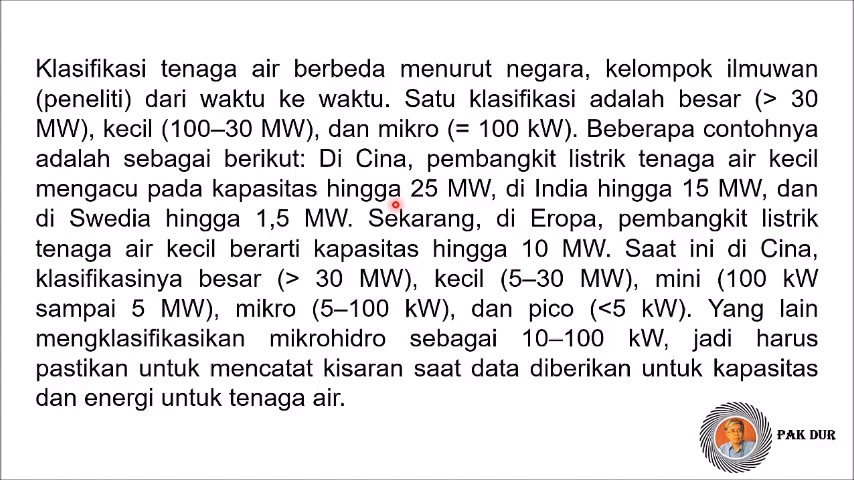 Klasifikasi tenaga air berbeda menurut negara, kelompok ilmuwan
(peneliti) dari waktu ke waktu. Satu klasifikasi adalah besar (> 30
MW), kecil (100–30 MW), dan mikro (= 100 kW). Beberapa contohnya
adalah sebagai berikut: Di Cina, pembangkit listrik tenaga air kecil
mengacu pada kapasitas hingga 25 MW, di India hingga 15 MW, dan
di Swedia hingga 1,5 MW. Sekarang, di Eropa, pembangkit listrik
tenaga air kecil berarti kapasitas hingga 10 MW. Saat ini di Cina,
klasifikasinya besar (> 30 MW), kecil (5–30 MW), mini (100 kW
sampai 5 MW), mikro (5–100 kW), dan pico (<5 kW). Yang lain
mengklasifikasikan mikrohidro sebagai 10–100 kW, jadi harus
pastikan untuk mencatat kisaran saat data diberikan untuk kapasitas
dan energi untuk tenaga air.
PAK DUR